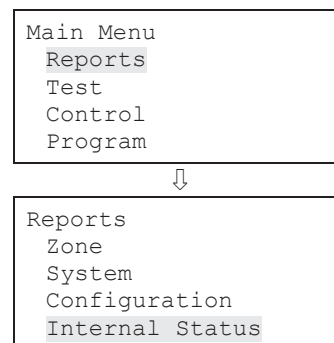 Main Menu
Reports
Test
Control
Program
⇩
Reports
Zone
System
Configuration
Internal Status